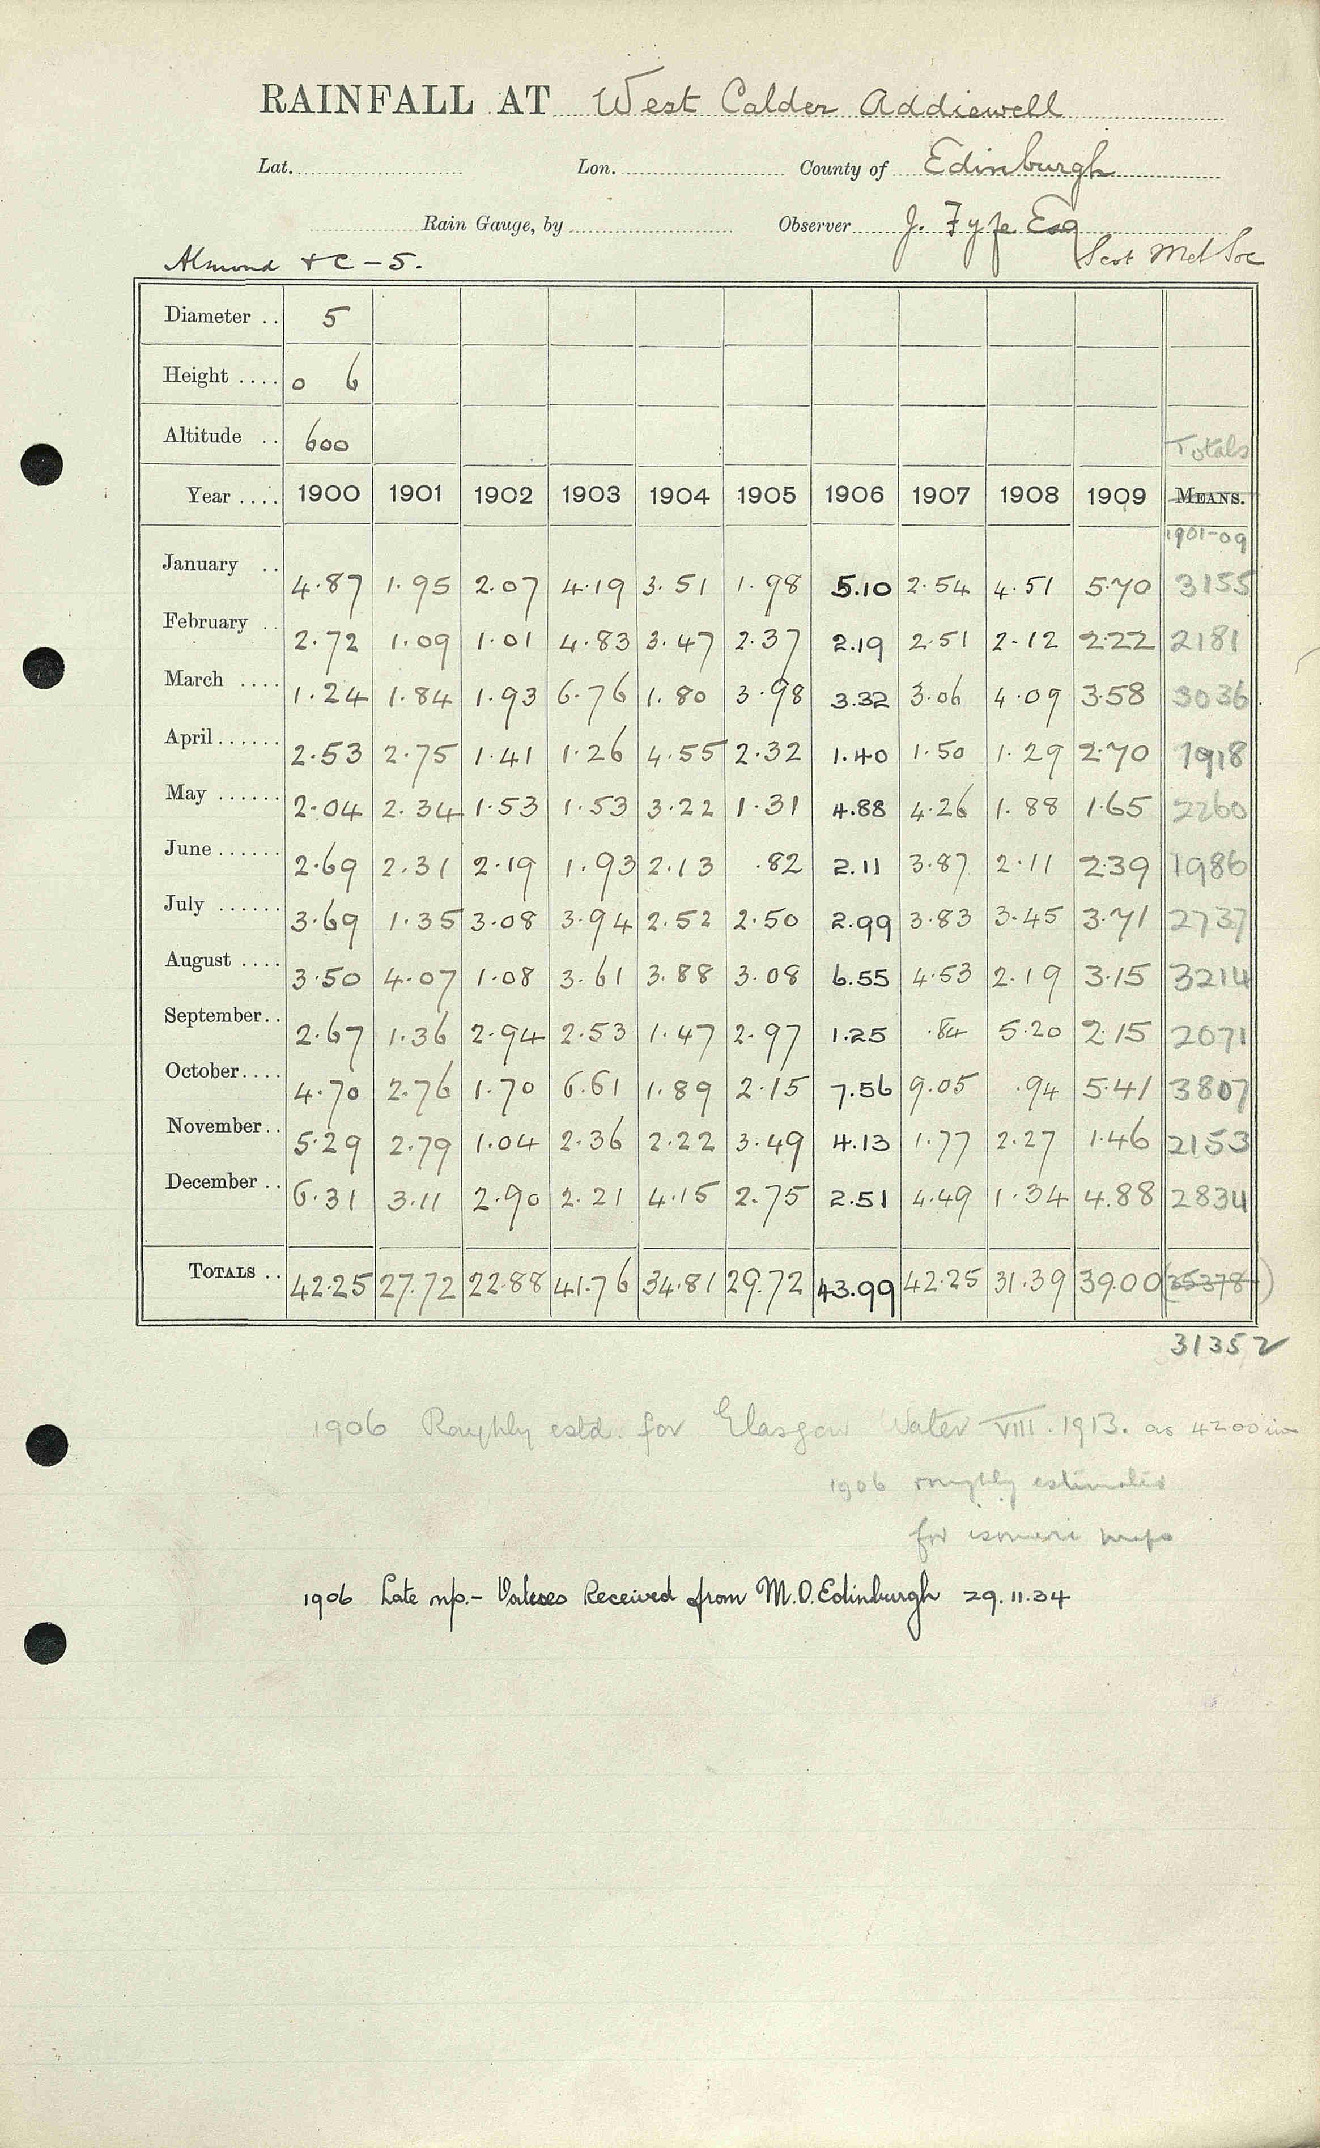 RAINFALL AT West Calder Addiewell
Lat. Lon. County of Edinburgh
Rain Gauge, by Observer J. Fyfe Esq
Almond & C - 5. Scot Met Soc
Diameter .. 5
Height .... 0 6
Altitude .. 600 Totals
Year .... 1900 1901 1902 1903 1904 1905 1906 1907 1908 1909 MEANS.
1901-09
January .. 4.87 1.95 2.07 4.19 3.51 1.98 5.10 2.54 4.51 5.70 3155
February .. 2.72 1.09 1.01 4.83 3.47 2.37 2.19 2.51 2.12 2.22 2181
March .... 1.24 1.84 1.93 6.76 1.80 3.98 3.32 3.06 4.09 3.58 3036
April...... 2.53 2.75 1.41 1.26 4.55 2.32 1.40 1.50 1.29 2.70 1918
May ...... 2.04 2.34 1.53 1.53 3.22 1.31 4.88 4.26 1.88 1.65 2260
June...... 2.69 2.31 2.19 1.93 2.13 .82 2.11 3.87 2.11 2.39 1986
July ...... 3.69 1.35 3.08 3.94 2.52 2.50 2.99 3.83 3.45 3.71 2737
August .... 3.50 4.07 1.08 3.61 3.88 3.08 6.55 4.53 2.19 3.15 3214
September.. 2.67 1.36 2.94 2.53 1.47 2.97 1.25 .84 5.20 2.15 2071
October.... 4.70 2.76 1.70 6.61 1.89 2.15 7.56 9.05 .94 5.41 3807
November.. 5.29 2.79 1.04 2.36 2.22 3.49 4.13 1.77 2.27 1.46 2153
December .. 6.31 3.11 2.90 2.21 4.15 2.75 2.51 4.49 1.34 4.88 2834
TOTALS .. 42.25 27.72 22.88 41.76 34.81 29.72 43.99 42.25 31.39 39.00 (35378)
31352
1906 Roughly estd. for Glasgow Water VIII. 1913. as 4200 in
1906 roughly estimated
for isomeric maps
1906 Late Received from M.O. Edinburgh 29.11.34